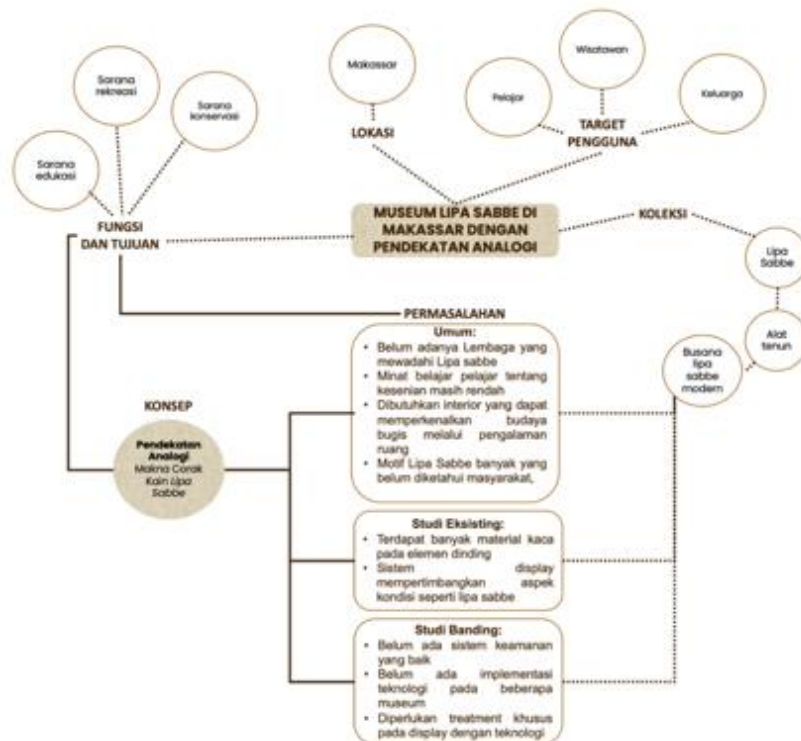 Sarana
rekreasi
Sarana
konservasi
Sarana
edukasi
FUNGSI
DAN TUJUAN
Makassar
LOKASI
Wisatawan
Pelajar
Keluarga
TARGET
PENGGUNA
MUSEUM LIPA SABBE DI
MAKASSAR DENGAN
PENDEKATAN ANALOGI
KOLEKSI
Lipa
Sabbe
Alat
tenun
Busana
lipa
sabbe
modern
PERMASALAHAN
Umum:
• Belum adanya Lembaga yang
mewadahi Lipa sabbe
• Minat belajar pelajar tentang
kesenian masih rendah
• Dibutuhkan interior yang dapat
memperkenalkan budaya
bugis melalui pengalaman
ruang
• Motif Lipa Sabbe banyak yang
belum diketahui masyarakat,
KONSEP
Pendekatan
Analogi
Makna Corak
Kain Lipa
Sabbe
Studi Eksisting:
• Terdapat banyak material kaca
pada elemen dinding
• Sistem display
mempertimbangkan aspek
kondisi seperti lipa sabbe
Studi Banding:
• Belum ada sistem keamanan
yang baik
• Belum ada implementasi
teknologi pada beberapa
museum
• Diperlukan treatment khusus
pada display dengan teknologi